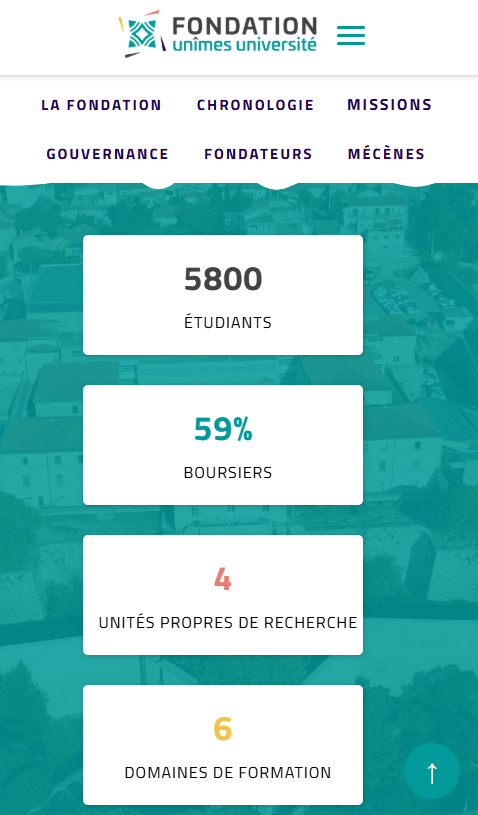 FONDATION
unîmes université
LA FONDATION CHRONOLOGIE MISSIONS
GOUVERNANCE FONDATEURS MÉCÈNES
5800
ÉTUDIANTS
59%
BOURSIERS
4
UNITÉS PROPRES DE RECHERCHE
6
DOMAINES DE FORMATION
↑